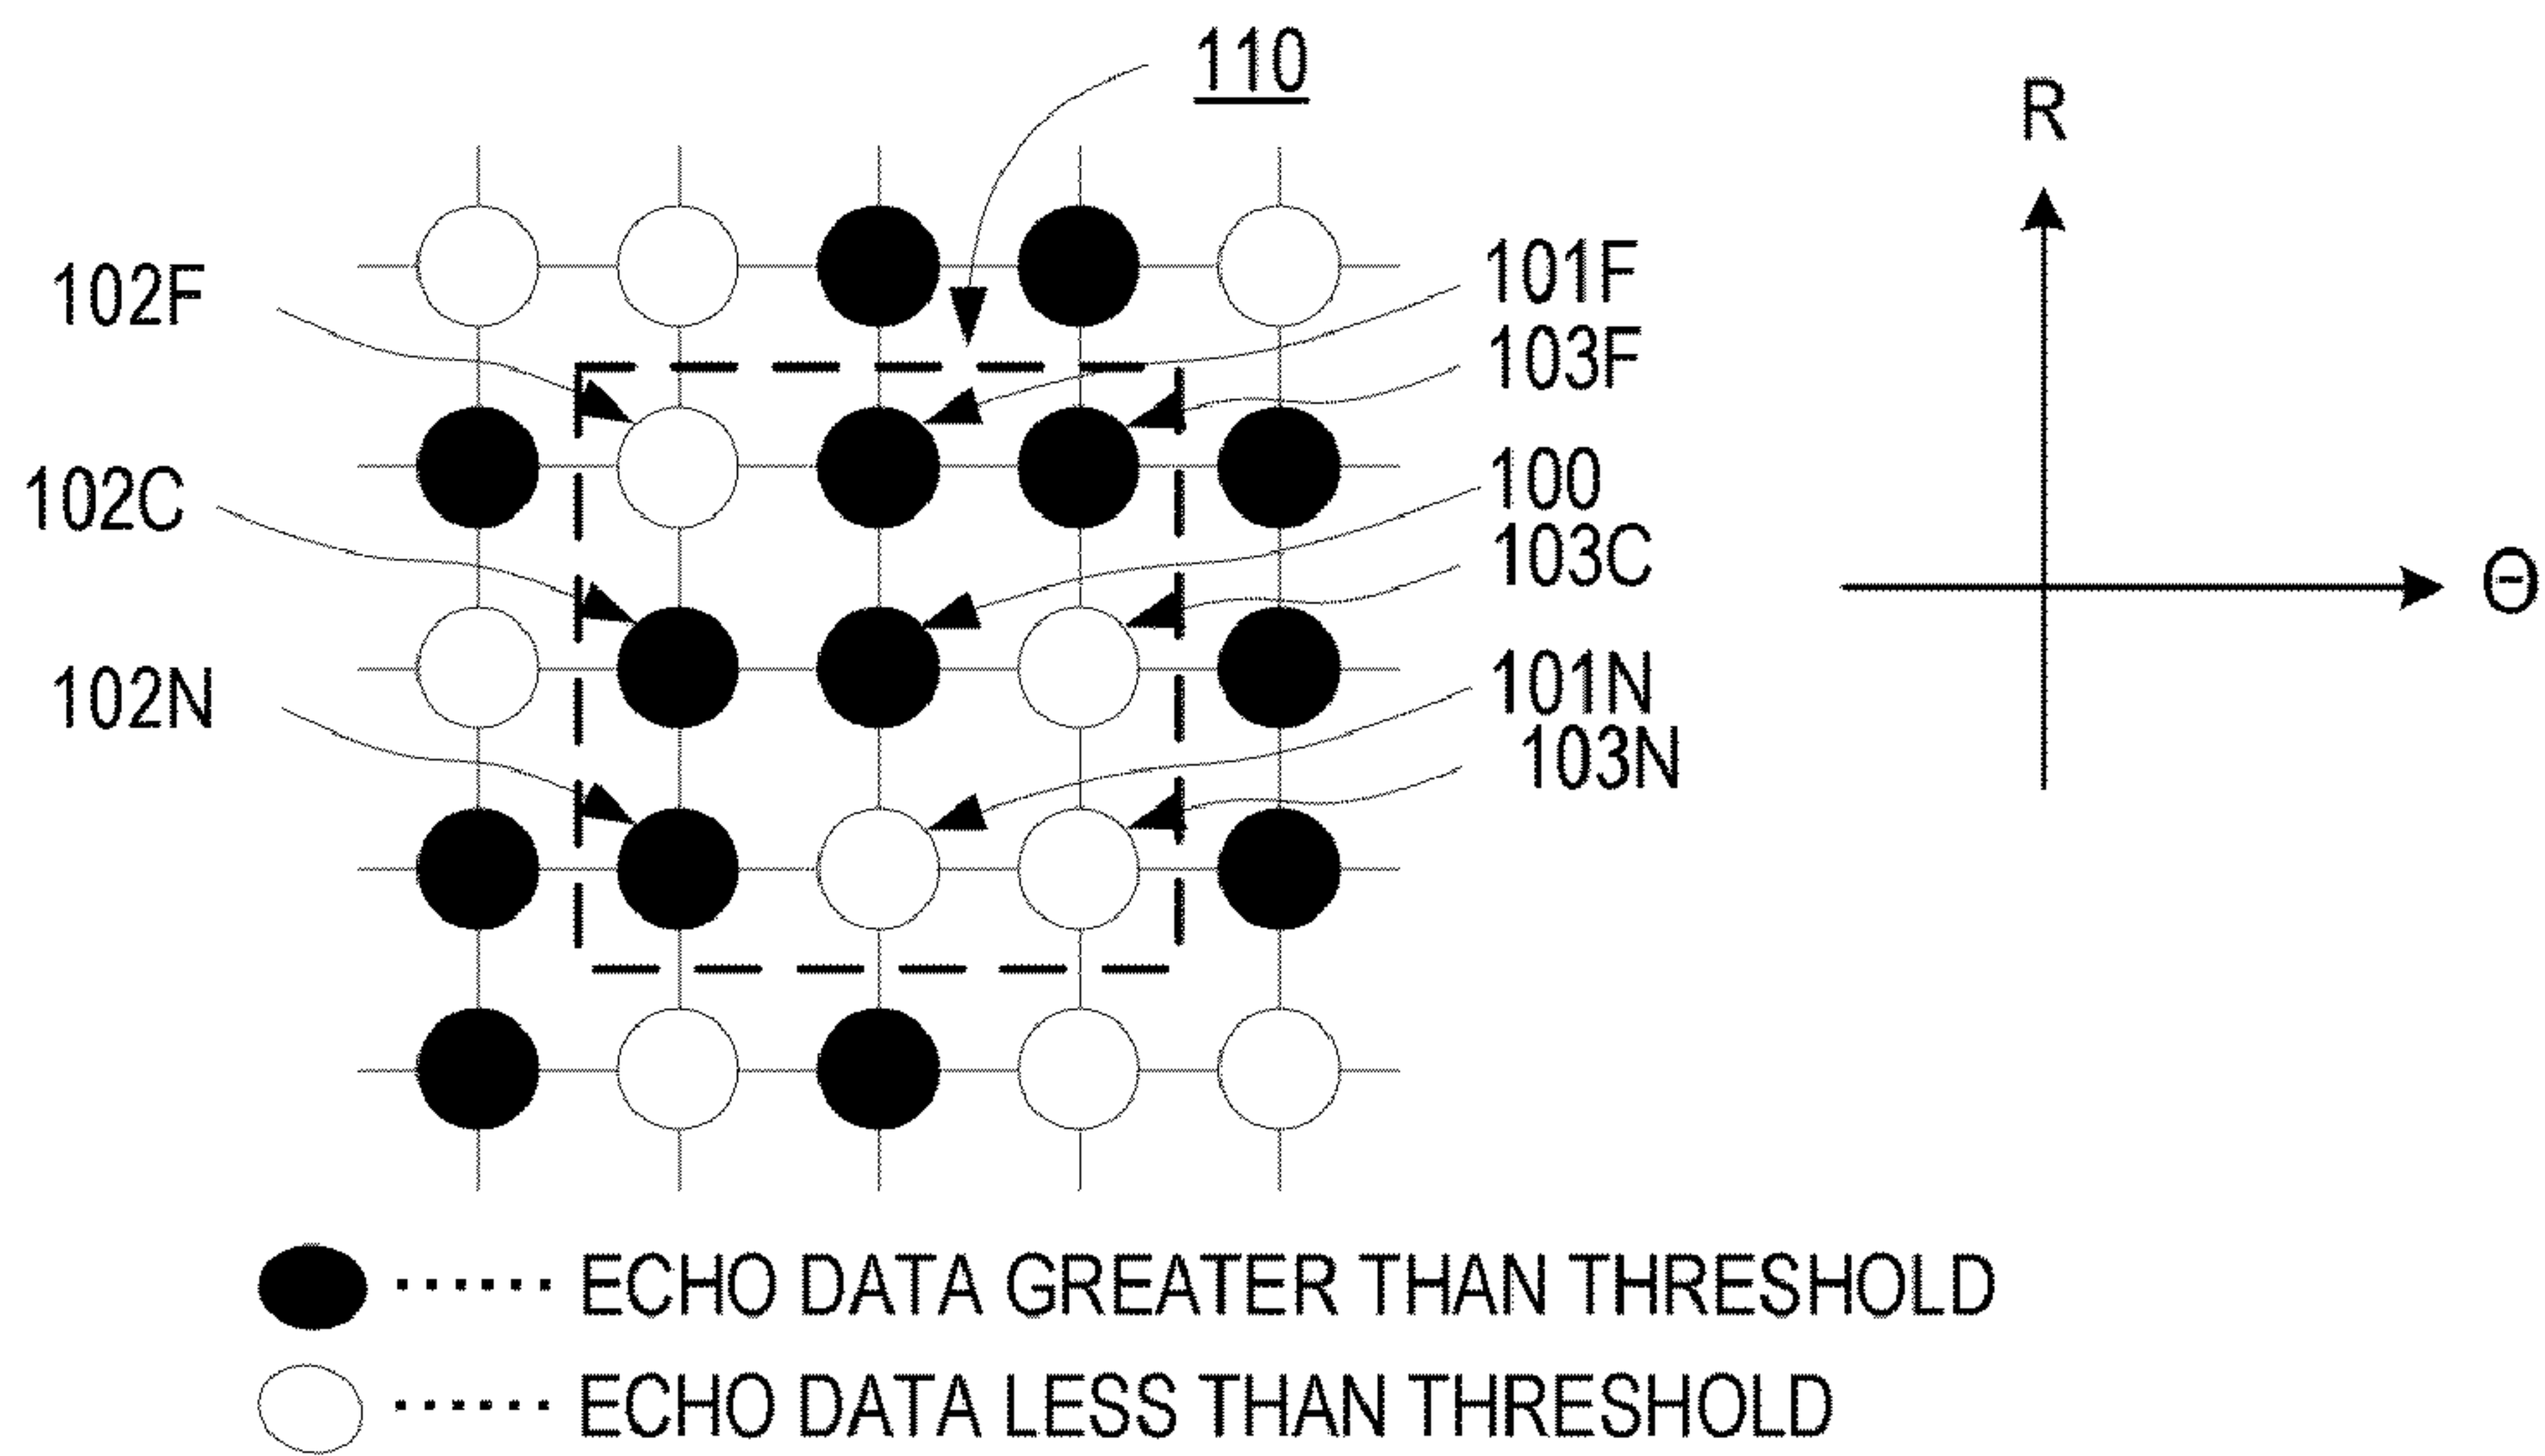 110
R
102F
101F
103F
102C
100
103C
Θ
102N
101N
103N
ECHO DATA GREATER THAN THRESHOLD
ECHO DATA LESS THAN THRESHOLD